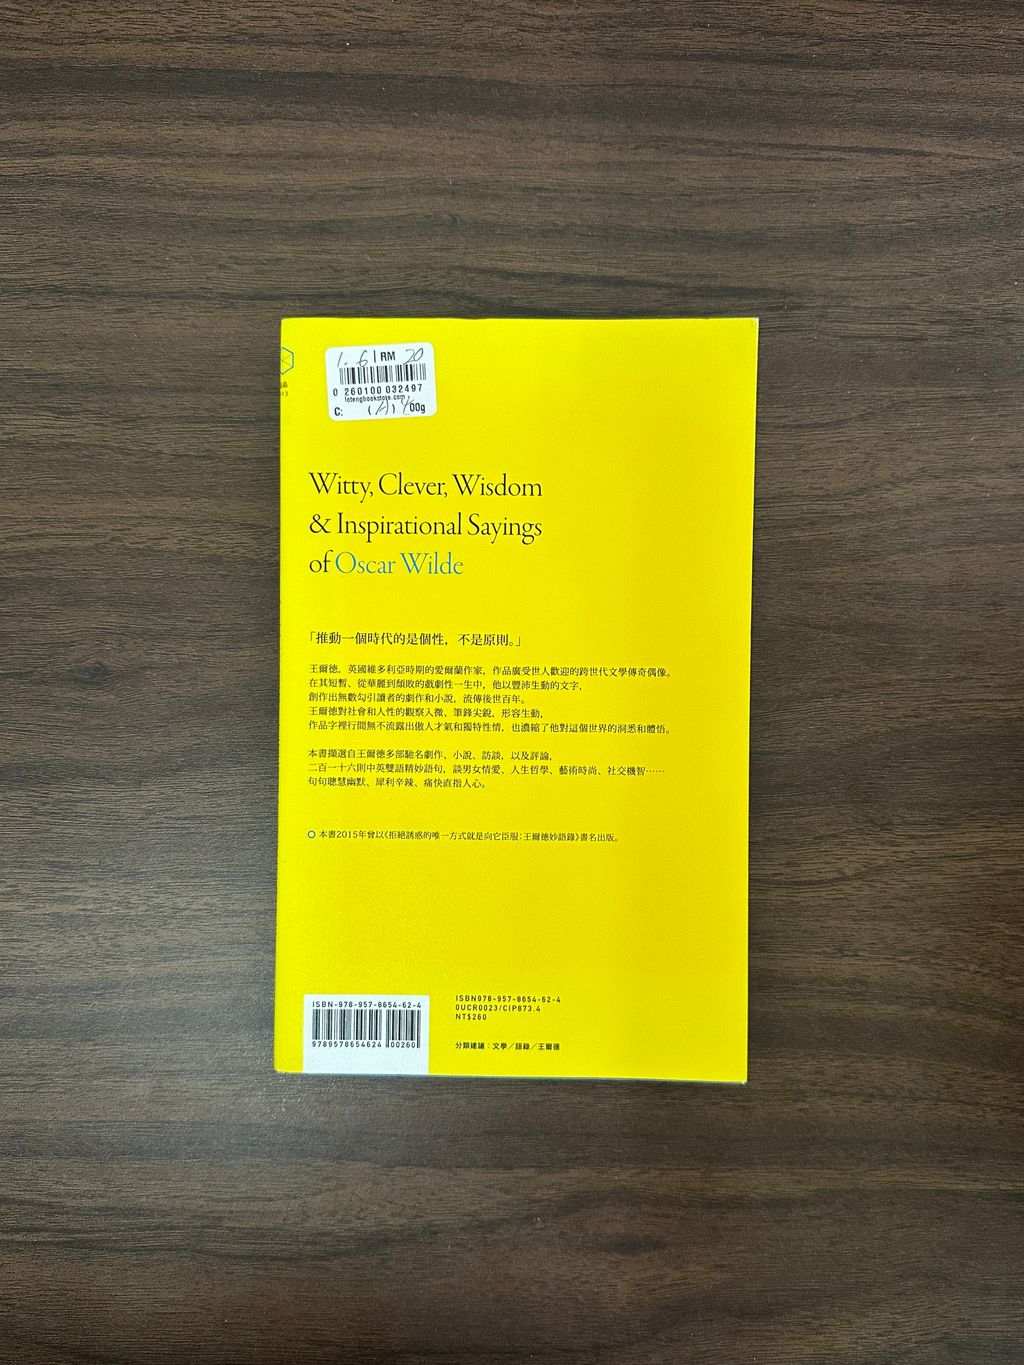 1.61RM 20
0 260100 032497
lotengbookstore.com
C: (A) 400g
Witty, Clever, Wisdom
& Inspirational Sayings
of Oscar Wilde
「推動一個時代的是個性，不是原則。」
王爾德，英國維多利亞時期的愛爾蘭作家，作品廣受世人歡迎的跨世代文學傳奇偶像。
在其短暫、從華麗到頹敗的戲劇性一生中，他以豐沛生動的文字，
創作出無數勾引讀者的劇作和小說，流傳後世百年。
王爾德對社會和人性的觀察入微、筆鋒尖銳，形容生動，
作品字裡行間無不流露出傲人才氣和獨特性情，也濃縮了他對這個世界的洞悉和體悟。
本書擷選自王爾德多部馳名劇作、小說、訪談，以及評論，
二百一十六則中英雙語精妙語句，談男女情愛、人生哲學、藝術時尚、社交機智……
句句聰慧幽默、犀利辛辣、痛快直指人心。
本書2015年曾以《拒絕誘惑的唯一方式就是向它臣服：王爾德妙語錄》書名出版。
ISBN-978-957-8654-62-4
9789578654624 00260
ISBN978-957-8654-62-4
0UCR0023/CIP873.4
NT$260
分類建議：文學／語錄／王爾德